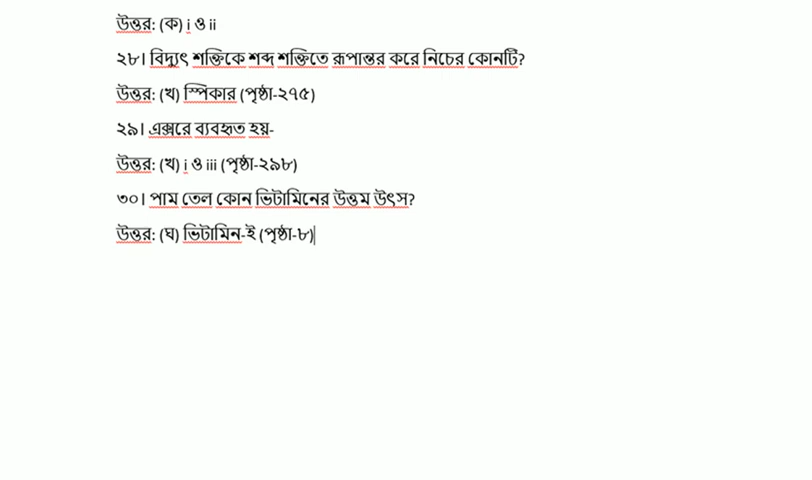 উত্তর: (ক) i ও ii
২৮। বিদ্যুৎ শক্তিকে শব্দ শক্তিতে রূপান্তর করে নিচের কোনটি?
উত্তর: (খ) স্পিকার (পৃষ্ঠা-২৭৫)
২৯। এক্সরে ব্যবহৃত হয়-
উত্তর: (খ) i ও iii (পৃষ্ঠা-২৯৮)
৩০। পাম তেল কোন ভিটামিনের উত্তম উৎস?
উত্তর: (ঘ) ভিটামিন-ই (পৃষ্ঠা-৮)